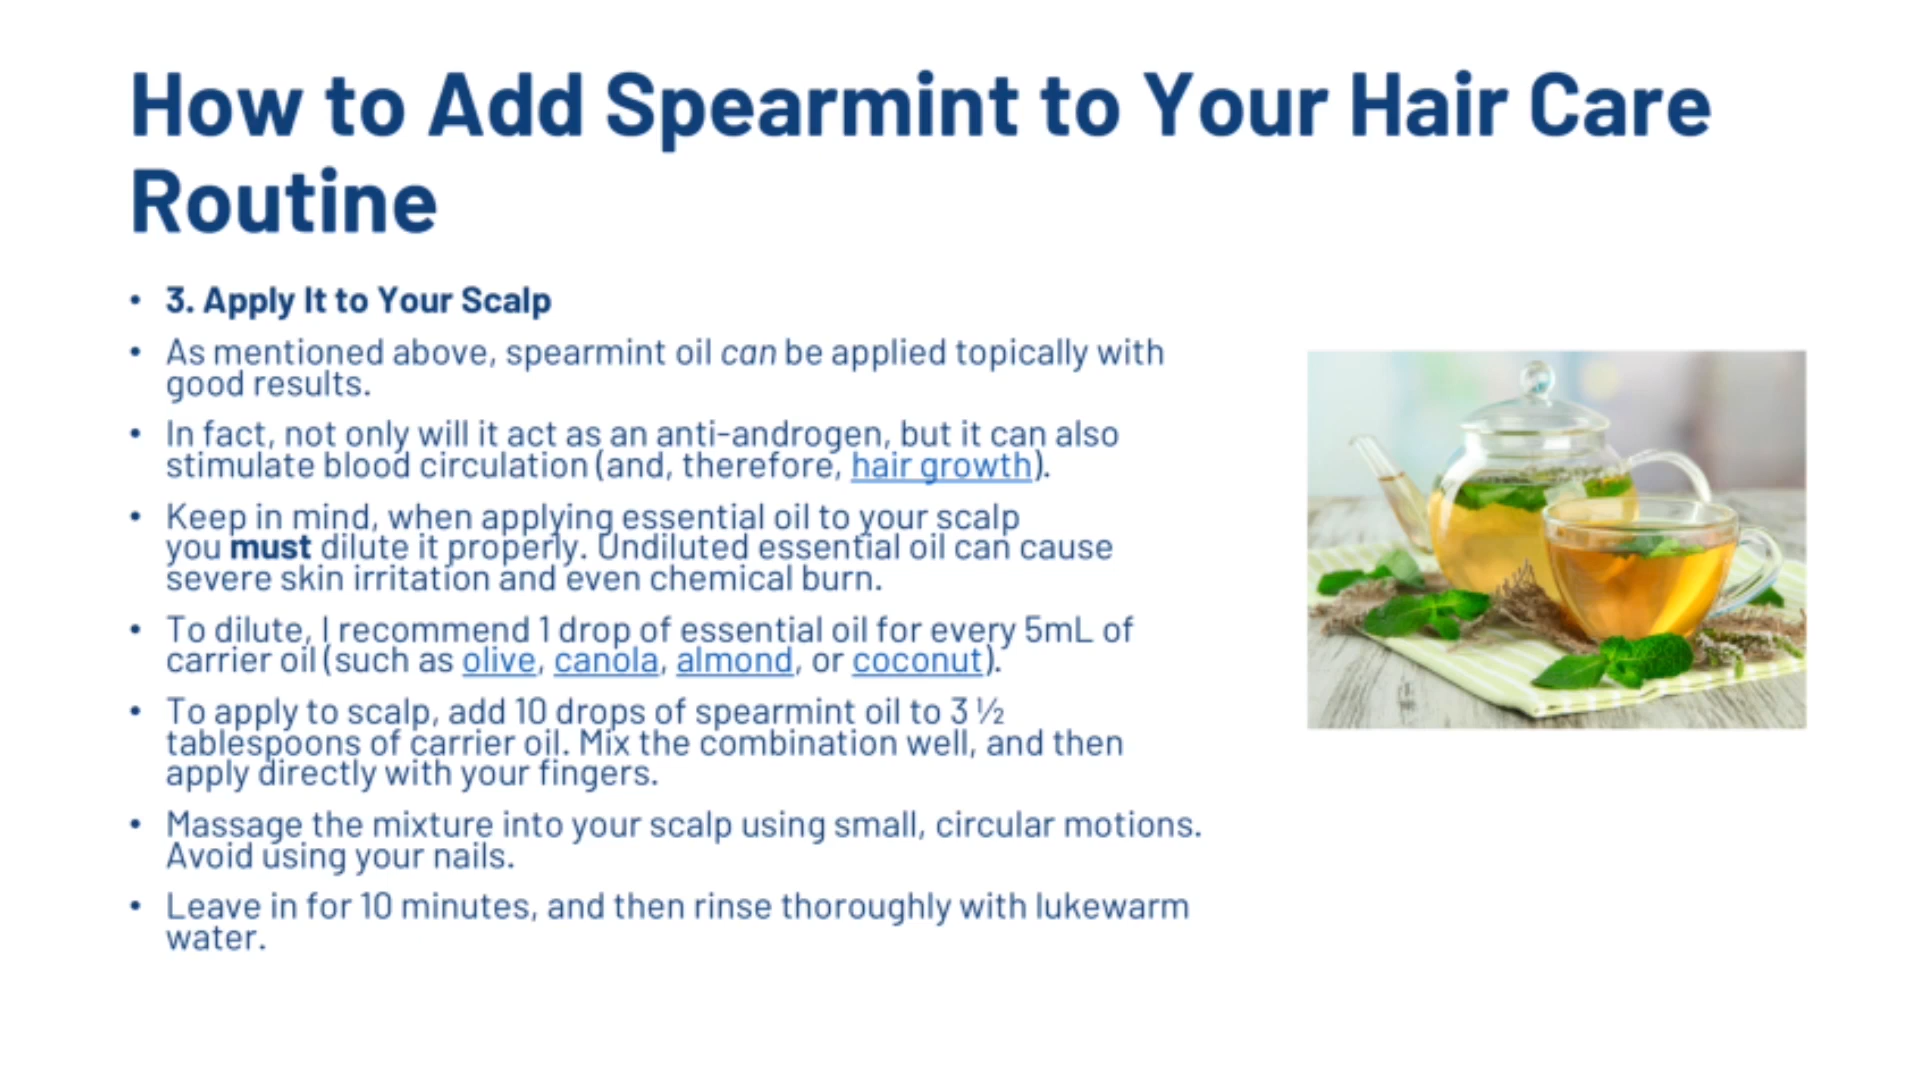 How to Add Spearmint to Your Hair Care
Routine
• 3. Apply It to Your Scalp
• As mentioned above, spearmint oil can be applied topically with
good results.
• In fact, not only will it act as an anti-androgen, but it can also
stimulate blood circulation (and, therefore, hair growth).
• Keep in mind, when applying essential oil to your scalp
you must dilute it properly. Undiluted essential oil can cause
severe skin irritation and even chemical burn.
• To dilute, I recommend 1 drop of essential oil for every 5mL of
carrier oil (such as olive, canola, almond, or coconut).
• To apply to scalp, add 10 drops of spearmint oil to 3 ½
tablespoons of carrier oil. Mix the combination well, and then
apply directly with your fingers.
• Massage the mixture into your scalp using small, circular motions.
Avoid using your nails.
• Leave in for 10 minutes, and then rinse thoroughly with lukewarm
water.